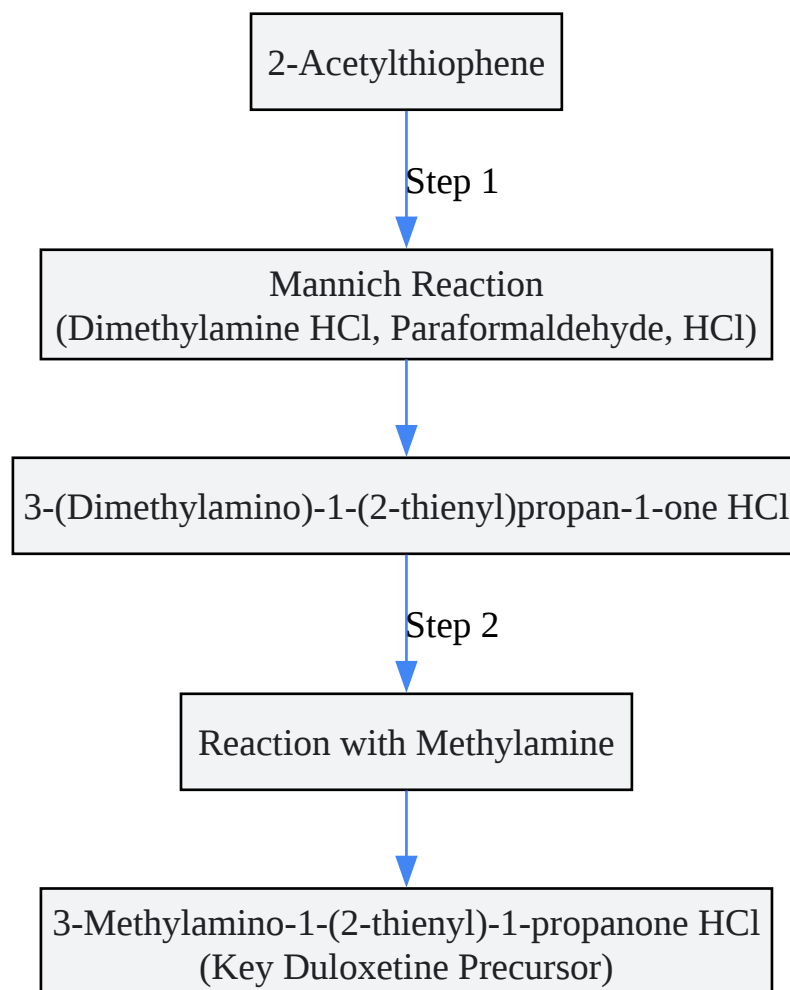 2-Acetylthiophene
Step 1
Mannich Reaction
(Dimethylamine HCl, Paraformaldehyde, HCl)
3-(Dimethylamino)-1-(2-thienyl)propan-1-one HCl
Step 2
Reaction with Methylamine
3-Methylamino-1-(2-thienyl)-1-propanone HCl
(Key Duloxetine Precursor)